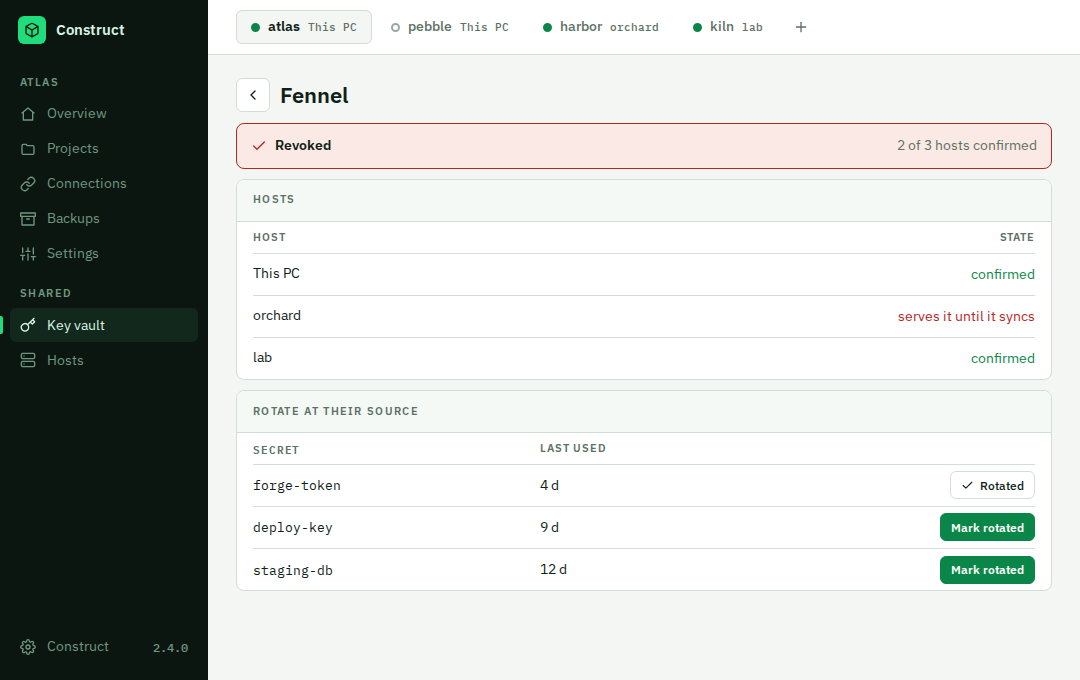 Construct
atlas This PC
pebble This PC
harbor orchard
kiln lab
ATLAS
Overview
Projects
Connections
Backups
Settings
SHARED
Key vault
Hosts
Construct 2.4.0
Fennel
Revoked
2 of 3 hosts confirmed
HOSTS
HOST STATE
This PC confirmed
orchard serves it until it syncs
lab confirmed
ROTATE AT THEIR SOURCE
SECRET LAST USED
forge-token 4 d Rotated
deploy-key 9 d Mark rotated
staging-db 12 d Mark rotated